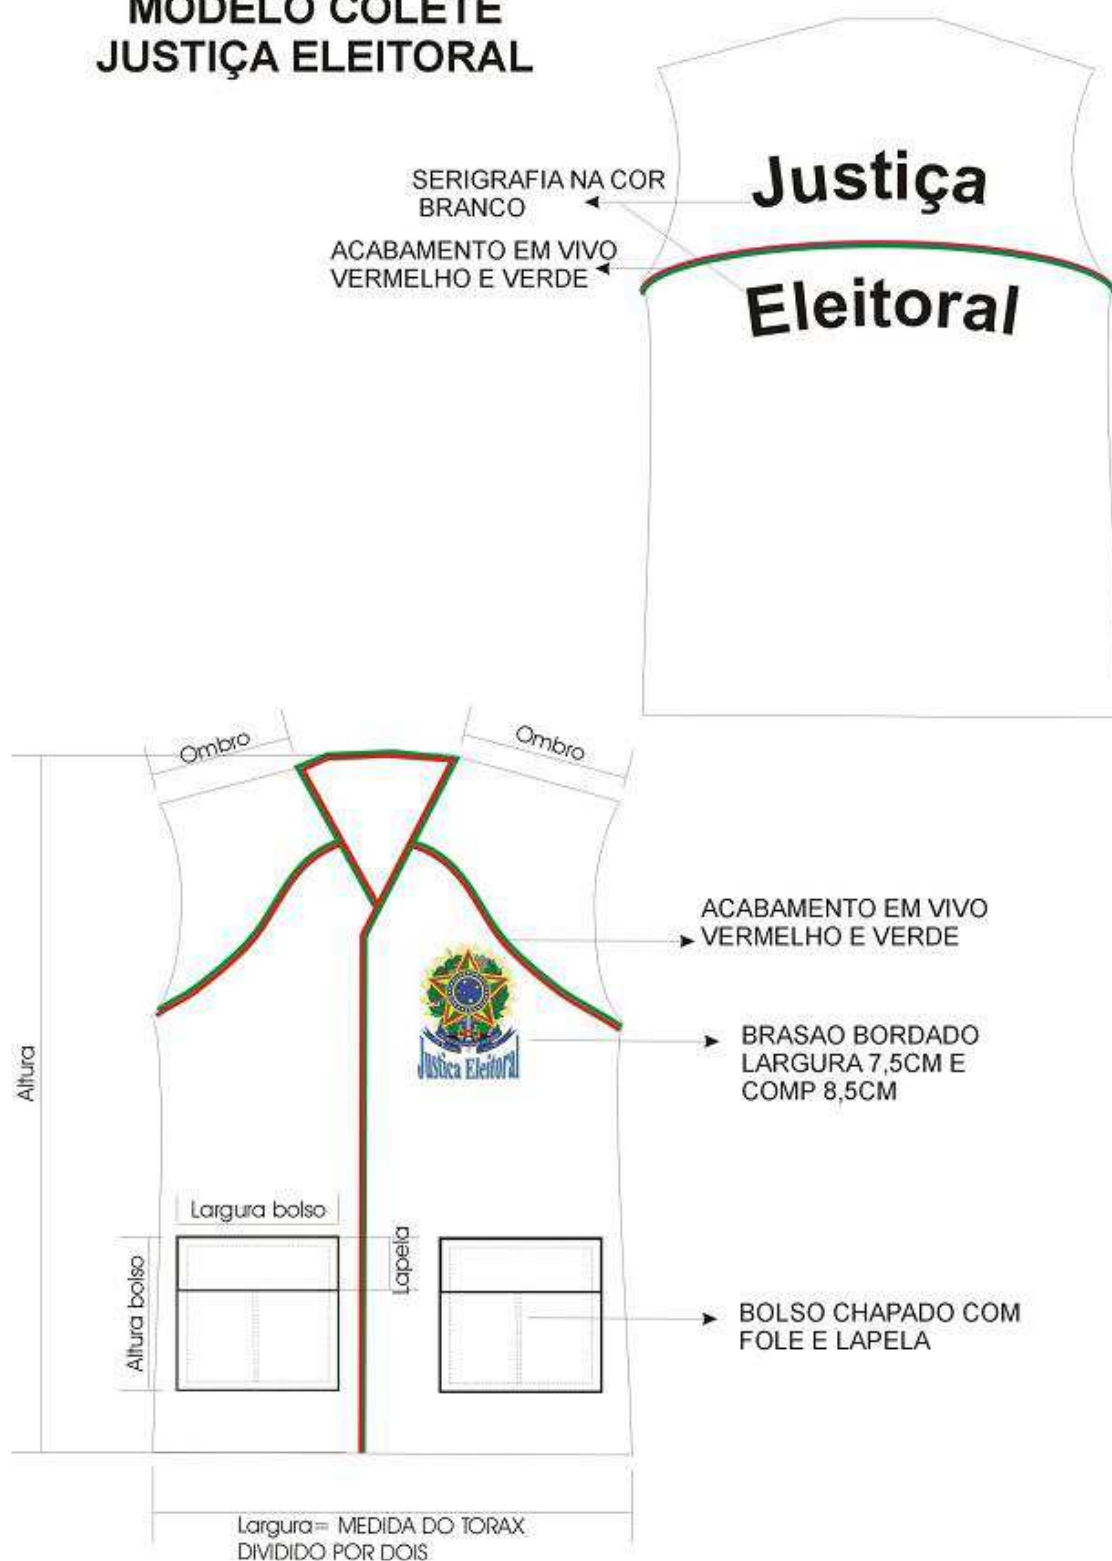 MODELO COLETE
JUSTIÇA ELEITORAL
SERIGRAFIA NA COR
BRANCO
ACABAMENTO EM VIVO
VERMELHO E VERDE
Justiça
Eleitoral
Ombro
Ombro
Altura
ACABAMENTO EM VIVO
VERMELHO E VERDE
Justica Eleitoral
BRASAO BORDADO
LARGURA 7,5CM E
COMP 8,5CM
Largura bolso
Altura bolso
Lapela
BOLSO CHAPADO COM
FOLE E LAPELA
Largura= MEDIDA DO TORAX
DIVIDIDO POR DOIS